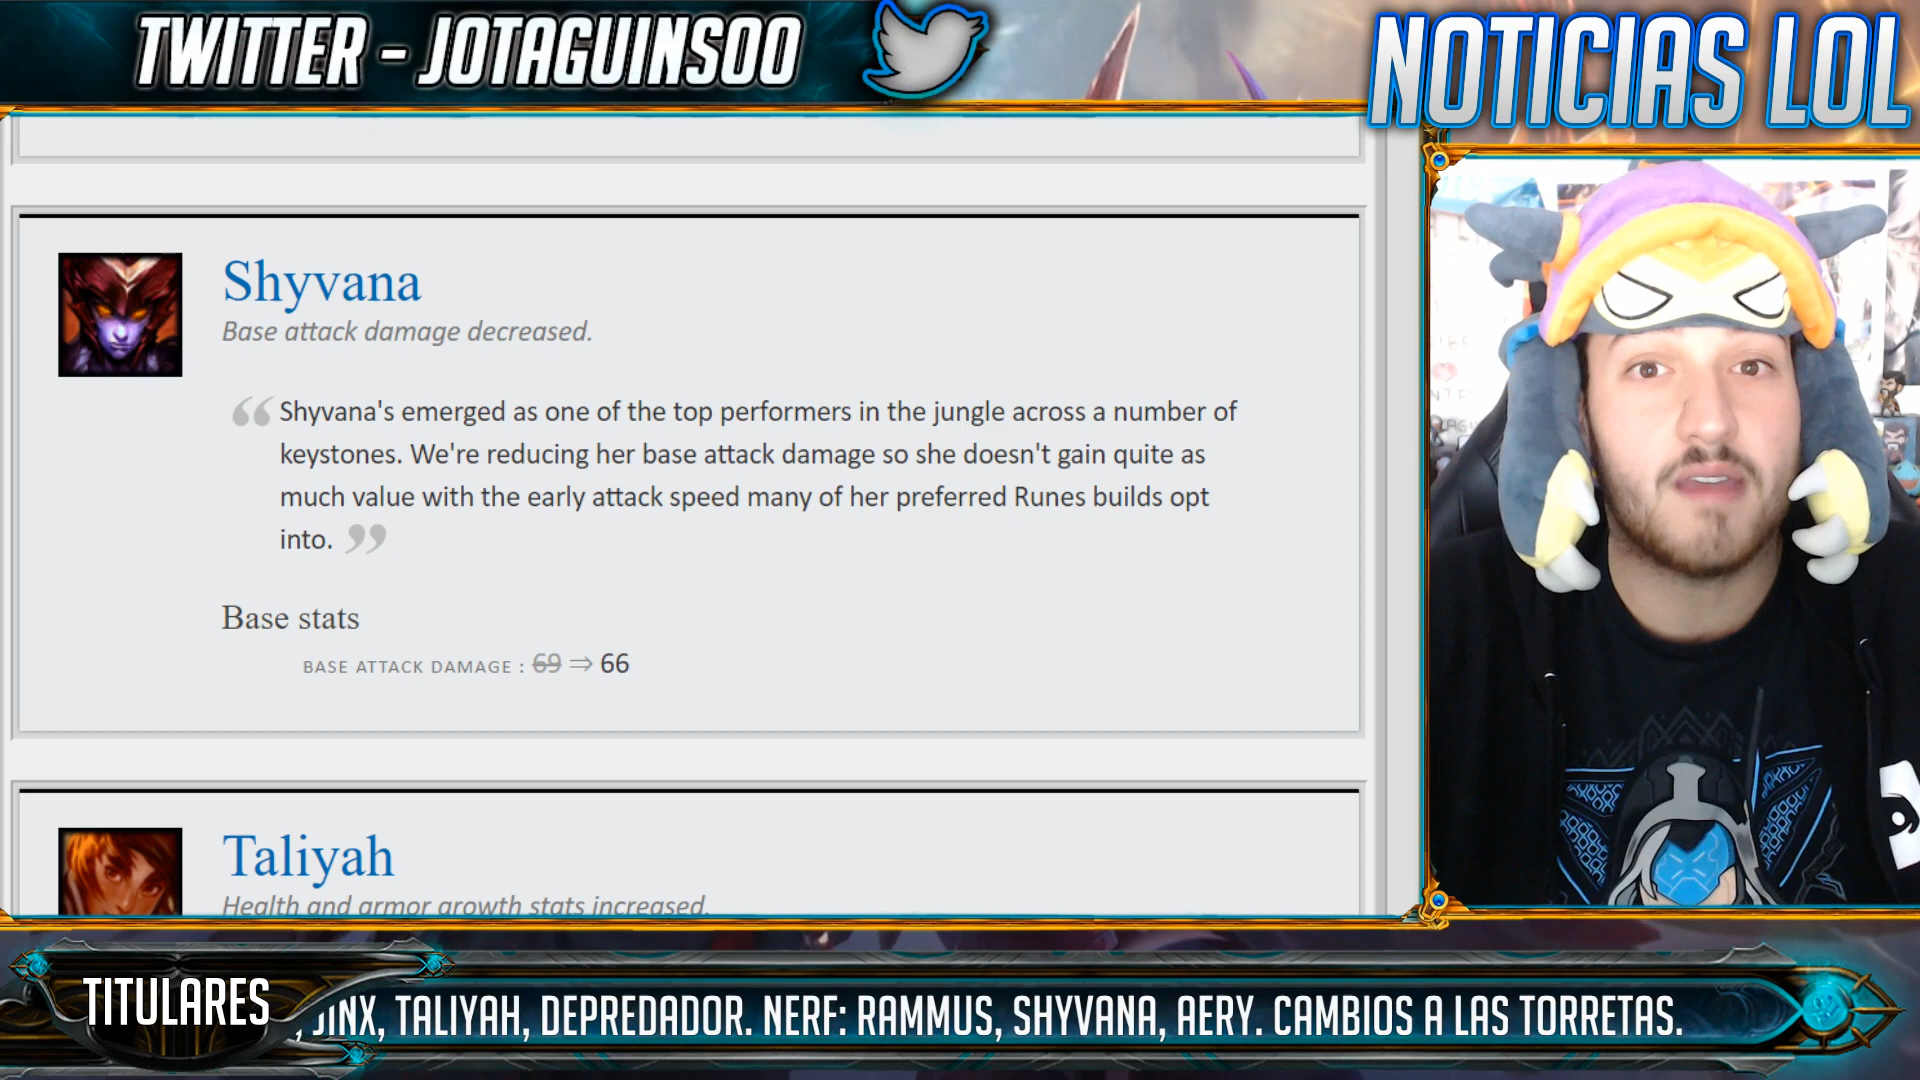 TWITTER - JOTAGUINSOO
NOTICIAS LOL
Shyvana
Base attack damage decreased.
“ Shyvana's emerged as one of the top performers in the jungle across a number of
keystones. We're reducing her base attack damage so she doesn't gain quite as
much value with the early attack speed many of her preferred Runes builds opt
into. ”
Base stats
BASE ATTACK DAMAGE : 69 ⇒ 66
Taliyah
Health and armor growth stats increased.
TITULARES
, JINX, TALIYAH, DEPREDADOR. NERF: RAMMUS, SHYVANA, AERY. CAMBIOS A LAS TORRETAS.